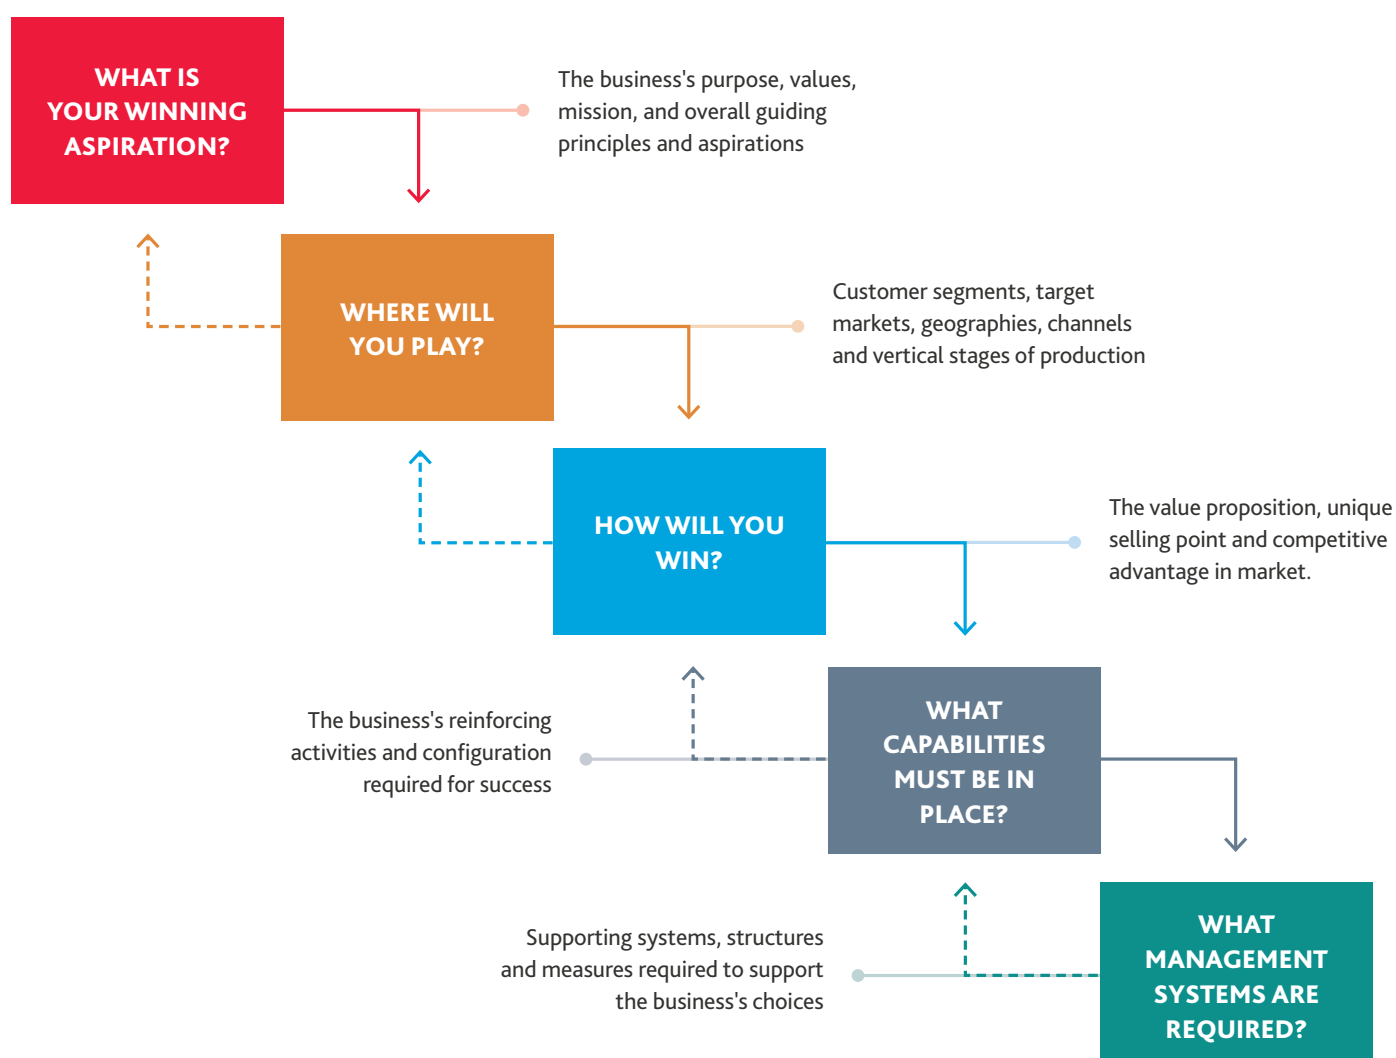 WHAT IS
YOUR WINNING
ASPIRATION?
The business's purpose, values,
mission, and overall guiding
principles and aspirations
WHERE WILL
YOU PLAY?
Customer segments, target
markets, geographies, channels
and vertical stages of production
HOW WILL YOU
WIN?
The value proposition, unique
selling point and competitive
advantage in market.
WHAT
CAPABILITIES
MUST BE IN
PLACE?
The business's reinforcing
activities and configuration
required for success
WHAT
MANAGEMENT
SYSTEMS ARE
REQUIRED?
Supporting systems, structures
and measures required to support
the business's choices